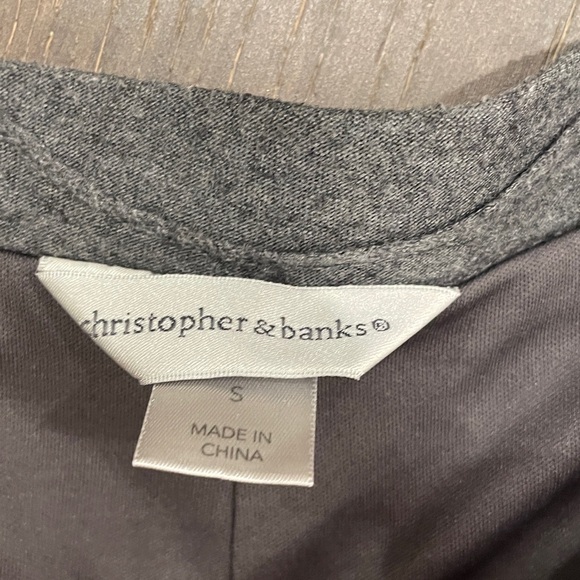 christopher & banks®
S
MADE IN
CHINA